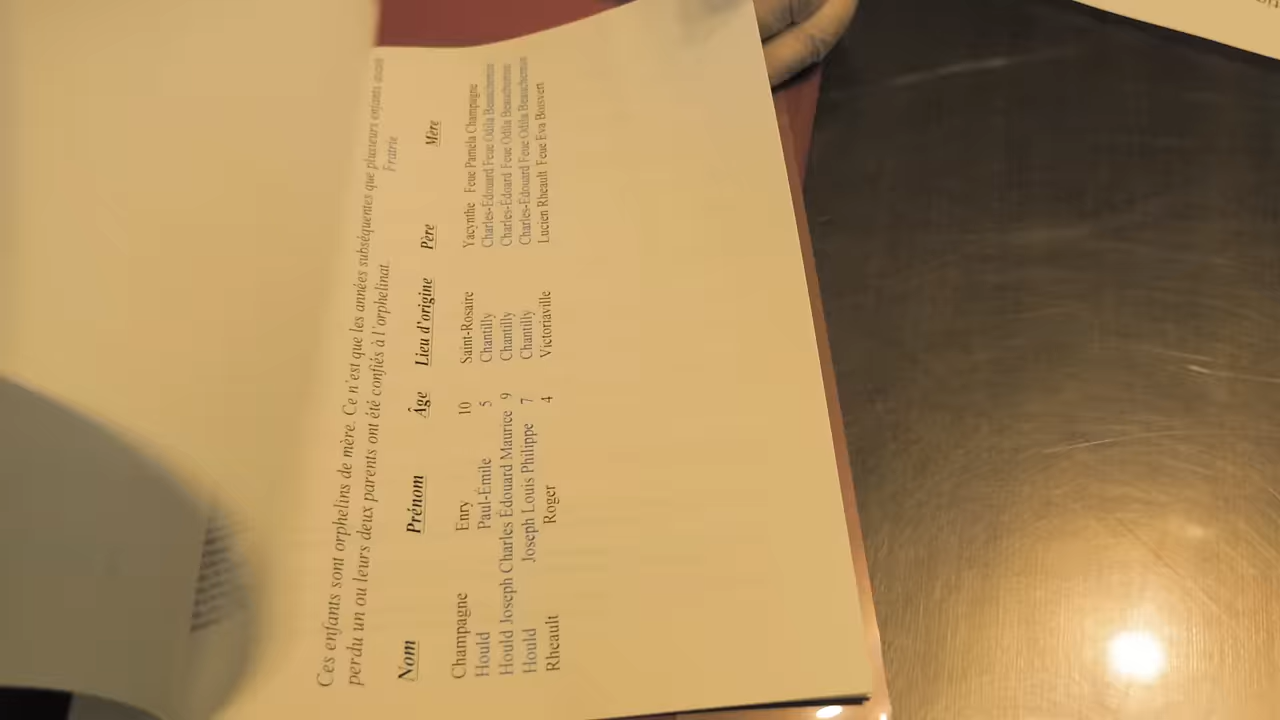 Ces enfants sont orphelins de mère. Ce n'est que les années subséquentes que plusieurs enfants ayant
perdu un ou leurs deux parents ont été confiés à l'orphelinat. Fratrie
Nom Prénom Âge Lieu d'origine Père Mère
Champagne Enry 10 Saint-Rosaire Yacynthe Feue Pamela Champagne
Hould Paul-Émile 5 Chantilly Charles-Édouard Feue Odila Beauchemin
Hould Joseph Charles Édouard Maurice 9 Chantilly Charles-Édoard Feue Odila Beauchemin
Hould Joseph Louis Philippe 7 Chantilly Charles-Édouard Feue Odila Beauchemin
Rheault Roger 4 Victoriaville Lucien Rheault Feue Eva Boisvert